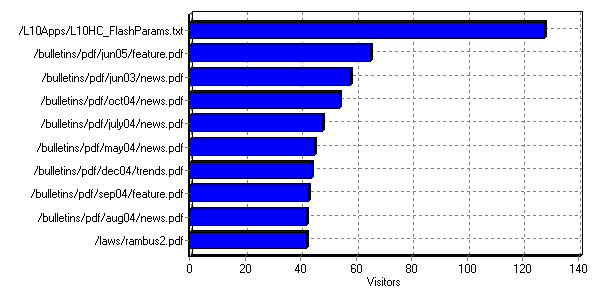 /L10Apps/L10HC_FlashParams.txt
/bulletins/pdf/jun05/feature.pdf
/bulletins/pdf/jun03/news.pdf
/bulletins/pdf/oct04/news.pdf
/bulletins/pdf/july04/news.pdf
/bulletins/pdf/may04/news.pdf
/bulletins/pdf/dec04/trends.pdf
/bulletins/pdf/sep04/feature.pdf
/bulletins/pdf/aug04/news.pdf
/laws/rambus2.pdf
0 20 40 60 80 100 120 140
Visitors